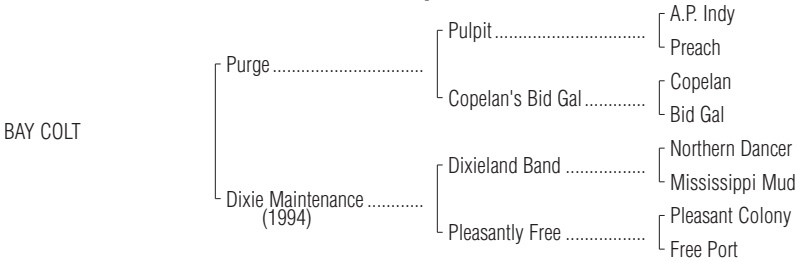 A.P. Indy
Pulpit................................
Preach
Purge ................................
Copelan
Copelan's Bid Gal.............
Bid Gal
BAY COLT
Northern Dancer
Dixieland Band .................
Mississippi Mud
Dixie Maintenance ............
(1994)
Pleasant Colony
Pleasantly Free .................
Free Port